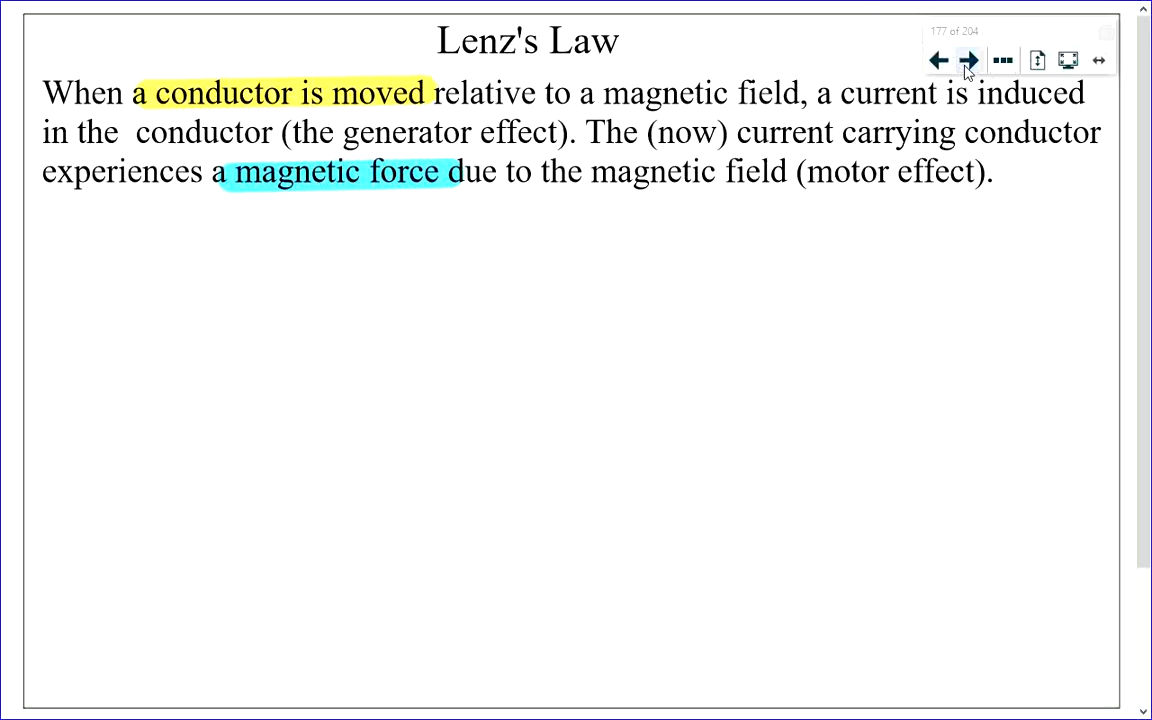 Lenz's Law
177 of 204
When a conductor is moved relative to a magnetic field, a current is induced
in the conductor (the generator effect). The (now) current carrying conductor
experiences a magnetic force due to the magnetic field (motor effect).